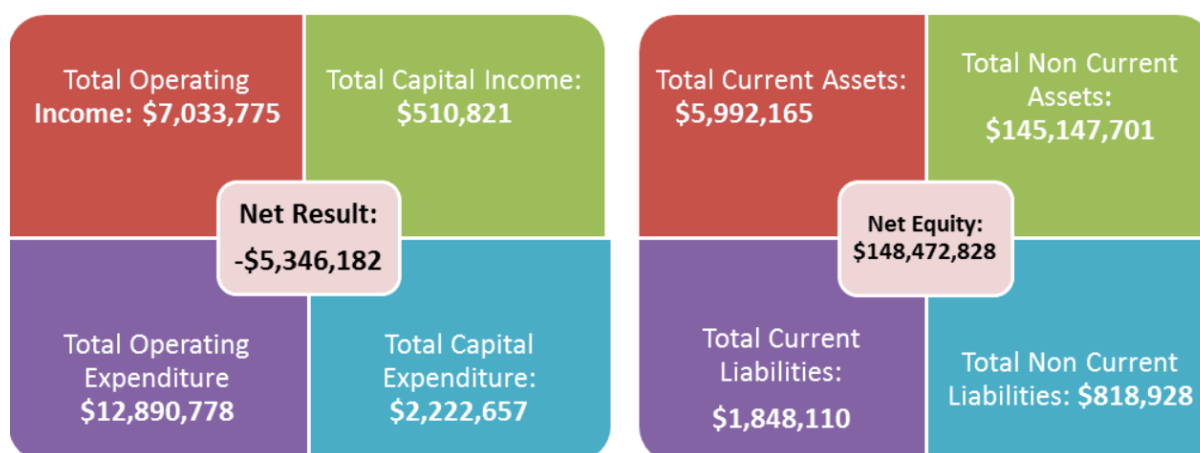 Total Operating
Income: $7,033,775
Total Capital Income:
$510,821
Net Result:
-$5,346,182
Total Operating
Expenditure
$12,890,778
Total Capital
Expenditure:
$2,222,657
Total Current Assets:
$5,992,165
Total Non Current
Assets:
$145,147,701
Net Equity:
$148,472,828
Total Current
Liabilities:
$1,848,110
Total Non Current
Liabilities: $818,928